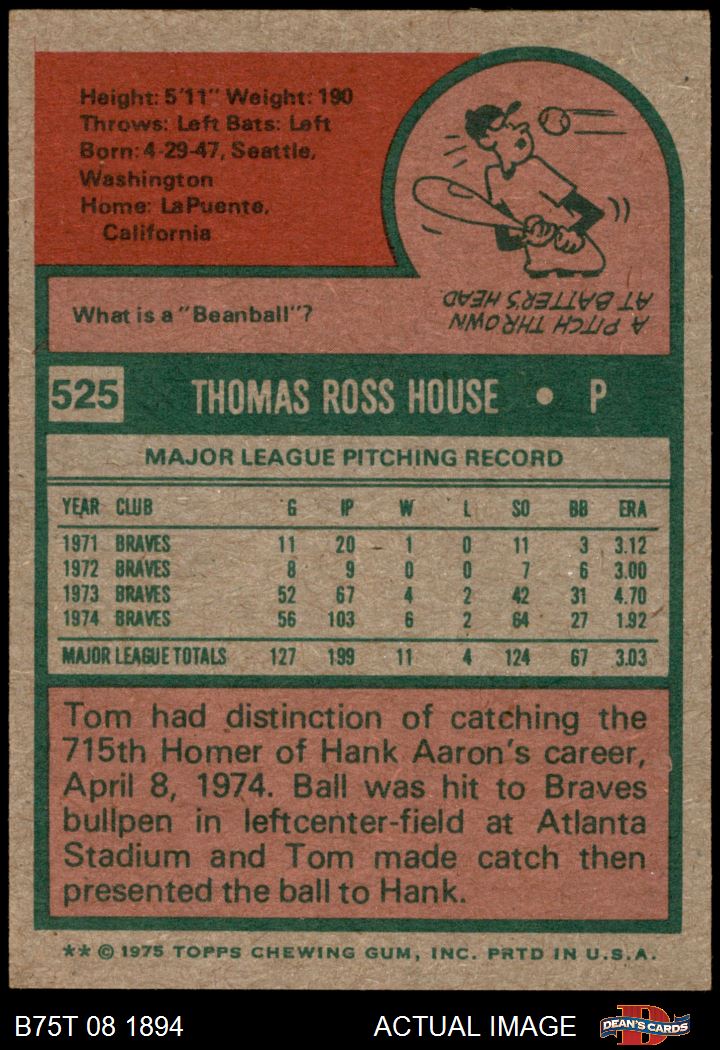 Height: 5'11" Weight: 190
Throws: Left Bats: Left
Born: 4-29-47, Seattle,
Washington
Home: LaPuente,
California
What is a "Beanball"?
A PITCH THROWN
AT BATTER'S HEAD
525 THOMAS ROSS HOUSE • P
MAJOR LEAGUE PITCHING RECORD
YEAR CLUB G IP W L SO BB ERA
1971 BRAVES 11 20 1 0 11 3 3.12
1972 BRAVES 8 9 0 0 7 6 3.00
1973 BRAVES 52 67 4 2 42 31 4.70
1974 BRAVES 56 103 6 2 64 27 1.92
MAJOR LEAGUE TOTALS 127 199 11 4 124 67 3.03
Tom had distinction of catching the
715th Homer of Hank Aaron's career,
April 8, 1974. Ball was hit to Braves
bullpen in leftcenter-field at Atlanta
Stadium and Tom made catch then
presented the ball to Hank.
** © 1975 TOPPS CHEWING GUM, INC. PRTD IN U.S.A.
B75T 08 1894 ACTUAL IMAGE D DEAN'S CARDS